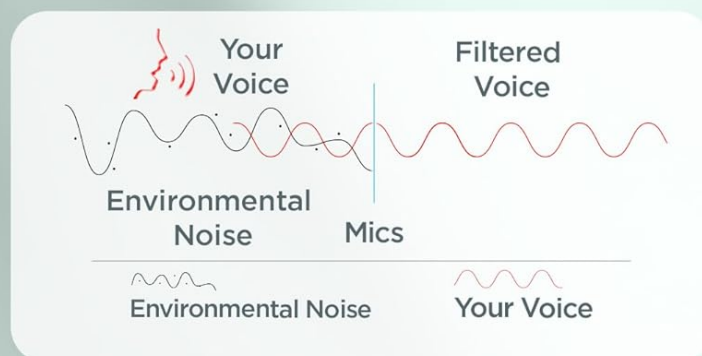 Your
Voice
Filtered
Voice
Environmental
Noise
Mics
Environmental Noise
Your Voice